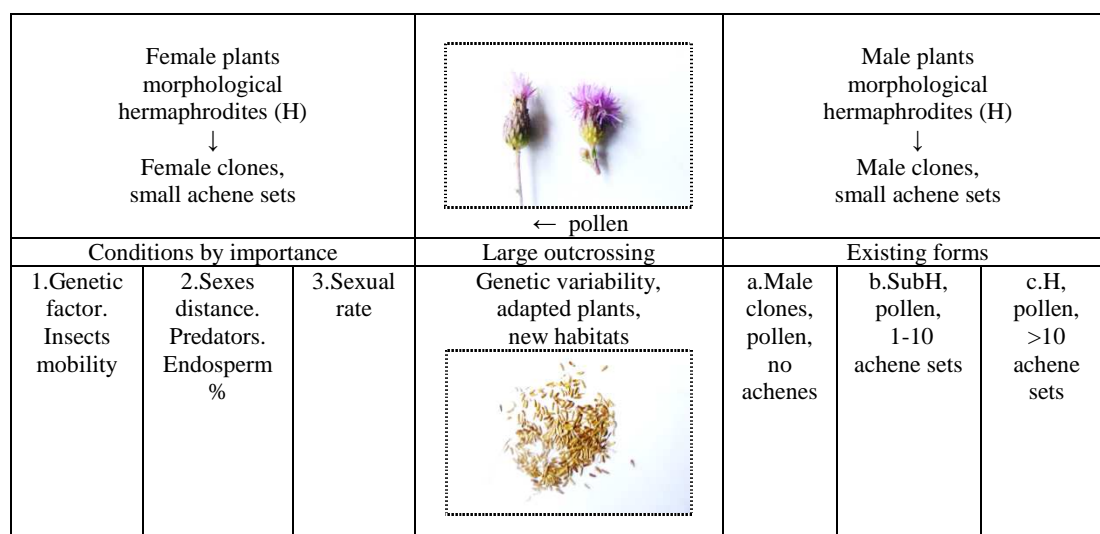 Female plants
morphological
hermaphrodites (H)
↓
Female clones,
small achene sets
← pollen
Male plants
morphological
hermaphrodites (H)
↓
Male clones,
small achene sets
Conditions by importance
Large outcrossing
Existing forms
1.Genetic
factor.
Insects
mobility
2.Sexes
distance.
Predators.
Endosperm
%
3.Sexual
rate
Genetic variability,
adapted plants,
new habitats
a.Male
clones,
pollen,
no
achenes
b.SubH,
pollen,
1-10
achene sets
c.H,
pollen,
>10
achene
sets